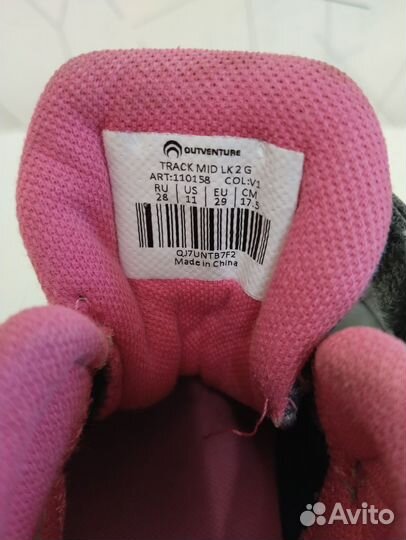 OUTVENTURE
TRACK MID LK 2 G
ART:110158 COL:V1
RU US EU CM
28 11 29 17.5
QJ7UNTB7F2
Made in China
Avito